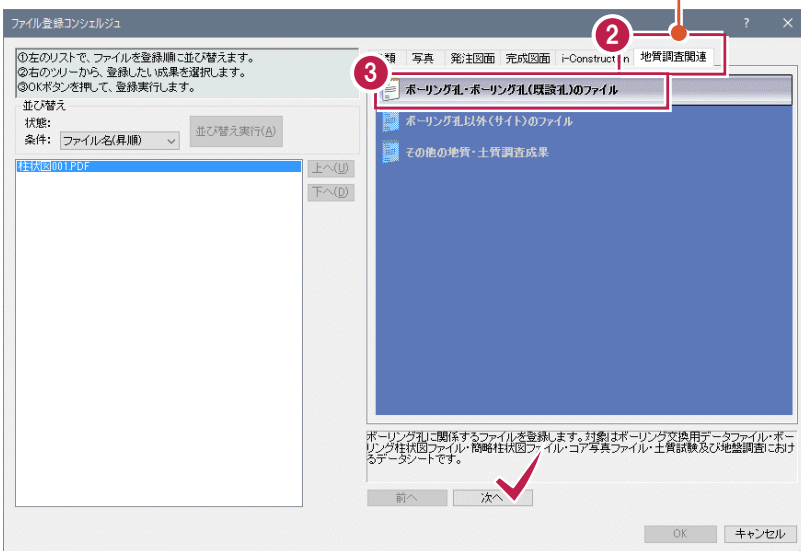 ファイル登録コンシェルジュ
? ×
①左のリストで、ファイルを登録順に並び替えます。
②右のツリーから、登録したい成果を選択します。
③OKボタンを押して、登録実行します。
並び替え
状態:
条件: ファイル名(昇順)
並び替え実行(A)
柱状図001.PDF
上へ(U)
下へ(D)
2
類 写真 発注図面 完成図面 i-Construction 地質調査関連
3
ボーリング孔・ボーリング孔(既設孔)のファイル
ボーリング孔以外(サイト)のファイル
その他の地質・土質調査成果
ボーリング孔に関係するファイルを登録します。対象はボーリング交換用データファイル・ボー
リング柱状図ファイル・簡略柱状図ファイル・コア写真ファイル・土質試験及び地盤調査におけ
るデータシートです。
前へ 次へ
OK キャンセル